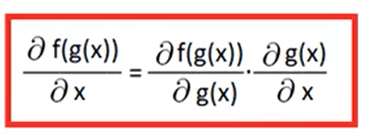 ∂ f(g(x)) / ∂ x = ∂ f(g(x)) / ∂ g(x) · ∂ g(x) / ∂ x